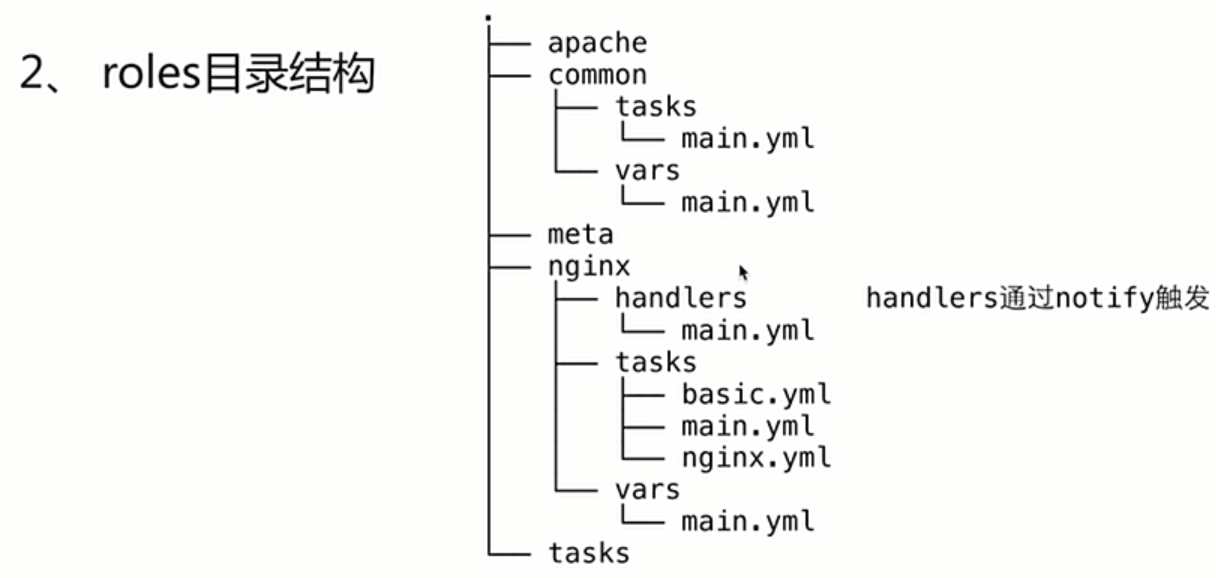 2、 roles目录结构
.
├── apache
├── common
│   ├── tasks
│   │   └── main.yml
│   └── vars
│       └── main.yml
├── meta
├── nginx
│   ├── handlers handlers通过notify触发
│   │   └── main.yml
│   ├── tasks
│   │   ├── basic.yml
│   │   ├── main.yml
│   │   └── nginx.yml
│   └── vars
│       └── main.yml
└── tasks